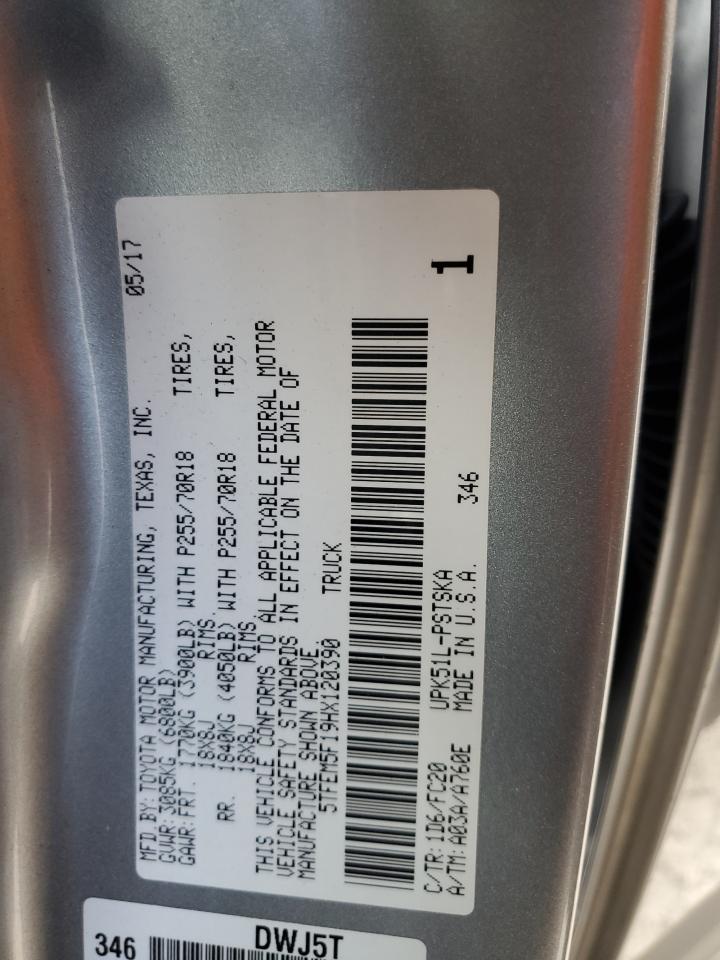 MFD.BY:TOYOTA MOTOR MANUFACTURING, TEXAS, INC. 05/17
GVWR:3085KG (6800LB)
GAWR:FRT. 1770KG (3900LB) WITH P255/70R18 TIRES,
18X8J RIMS.
RR. 1840KG (4050LB) WITH P255/70R18 TIRES,
18X8J RIMS.
THIS VEHICLE CONFORMS TO ALL APPLICABLE FEDERAL MOTOR
VEHICLE SAFETY STANDARDS IN EFFECT ON THE DATE OF
MANUFACTURE SHOWN ABOVE.
5TFEM5F19HX120390 TRUCK
1
C/TR:1D6/FC20 UPK51L-PSTSKA 346
A/TM:A03A/A760E MADE IN U.S.A.
DWJ5T
346